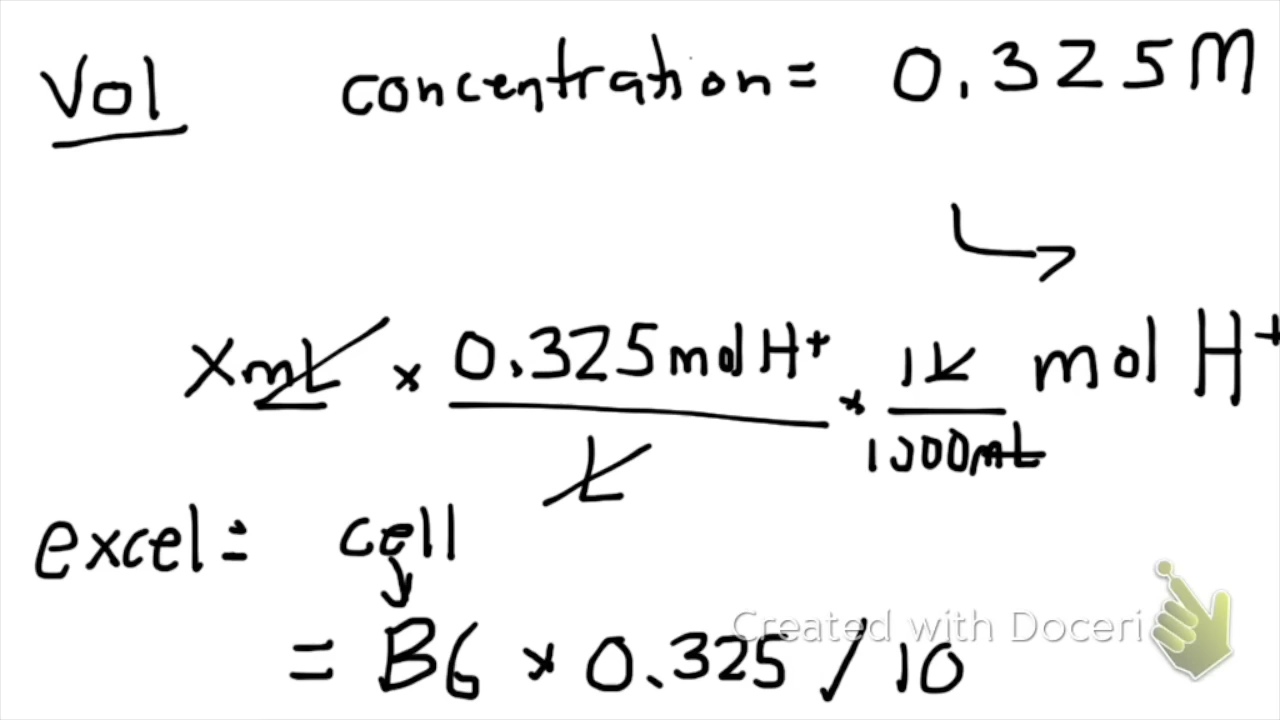 Vol concentration = 0.325M
x mL × 0.325 mol H+ / L × 1L / 1000mL mol H+
excel = cell
= B6 * 0.325 / 10
Created with Doceri